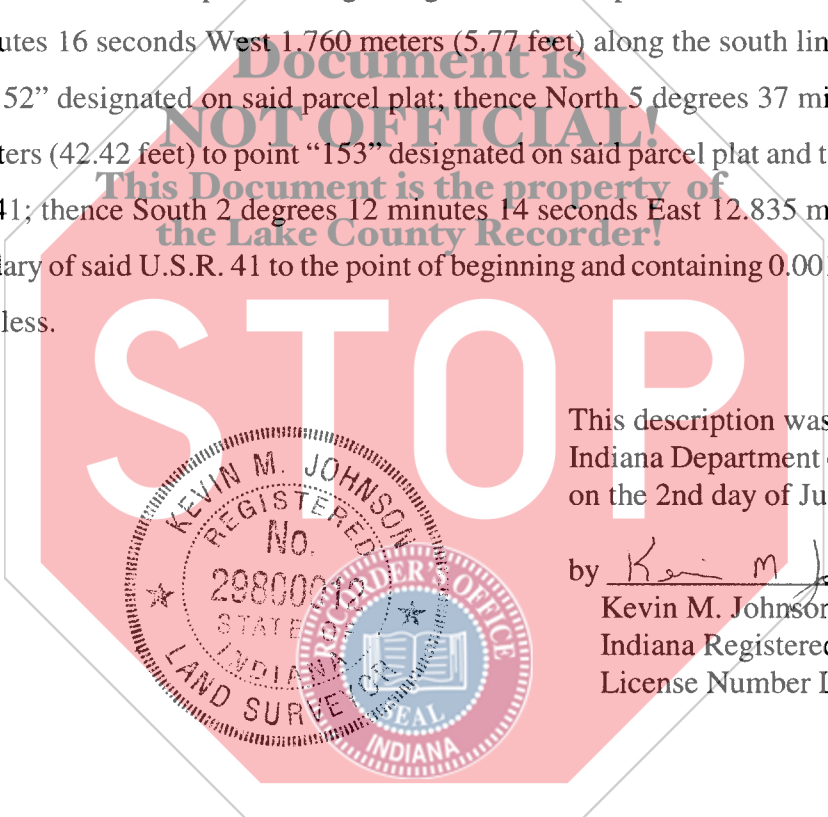 utes 16 seconds West 1.760 meters (5.77 feet) along the south lin
Document is
52” designated on said parcel plat; thence North 5 degrees 37 mi
NOT OFFICIAL!
ters (42.42 feet) to point “153” designated on said parcel plat and t
This Document is the property of
41; thence South 2 degrees 12 minutes 14 seconds East 12.835 m
the Lake County Recorder!
lary of said U.S.R. 41 to the point of beginning and containing 0.001
less.
STOP
This description was
Indiana Department
on the 2nd day of Ju
by Kevin M J
Kevin M. Johnson
Indiana Registered
License Number L
KEVIN M. JOHNSON
REGISTERED
No.
STATE OF
INDIANA
LAND SURVEYOR
RECORDER'S OFFICE
SEAL
INDIANA